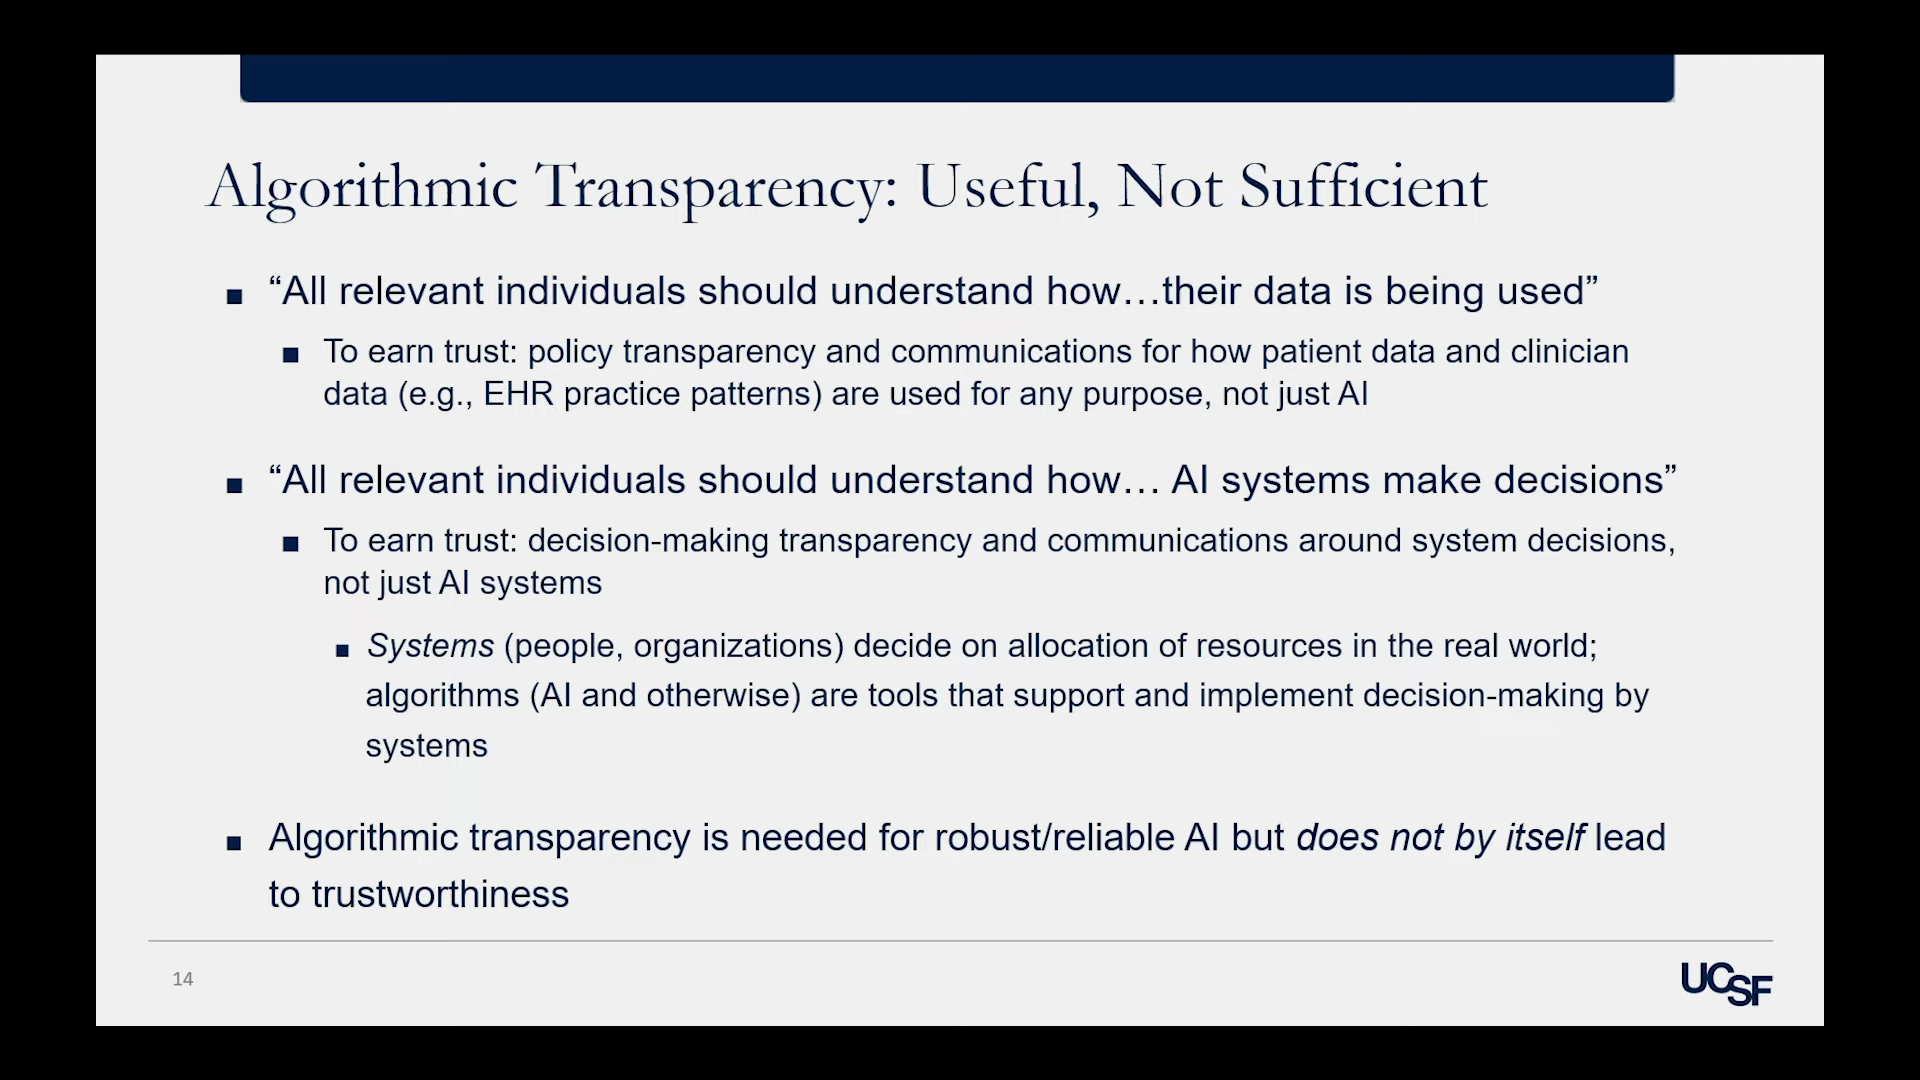 Algorithmic Transparency: Useful, Not Sufficient
“All relevant individuals should understand how…their data is being used”
To earn trust: policy transparency and communications for how patient data and clinician
data (e.g., EHR practice patterns) are used for any purpose, not just AI
“All relevant individuals should understand how… AI systems make decisions”
To earn trust: decision-making transparency and communications around system decisions,
not just AI systems
Systems (people, organizations) decide on allocation of resources in the real world;
algorithms (AI and otherwise) are tools that support and implement decision-making by
systems
Algorithmic transparency is needed for robust/reliable AI but does not by itself lead
to trustworthiness
14
UCSF